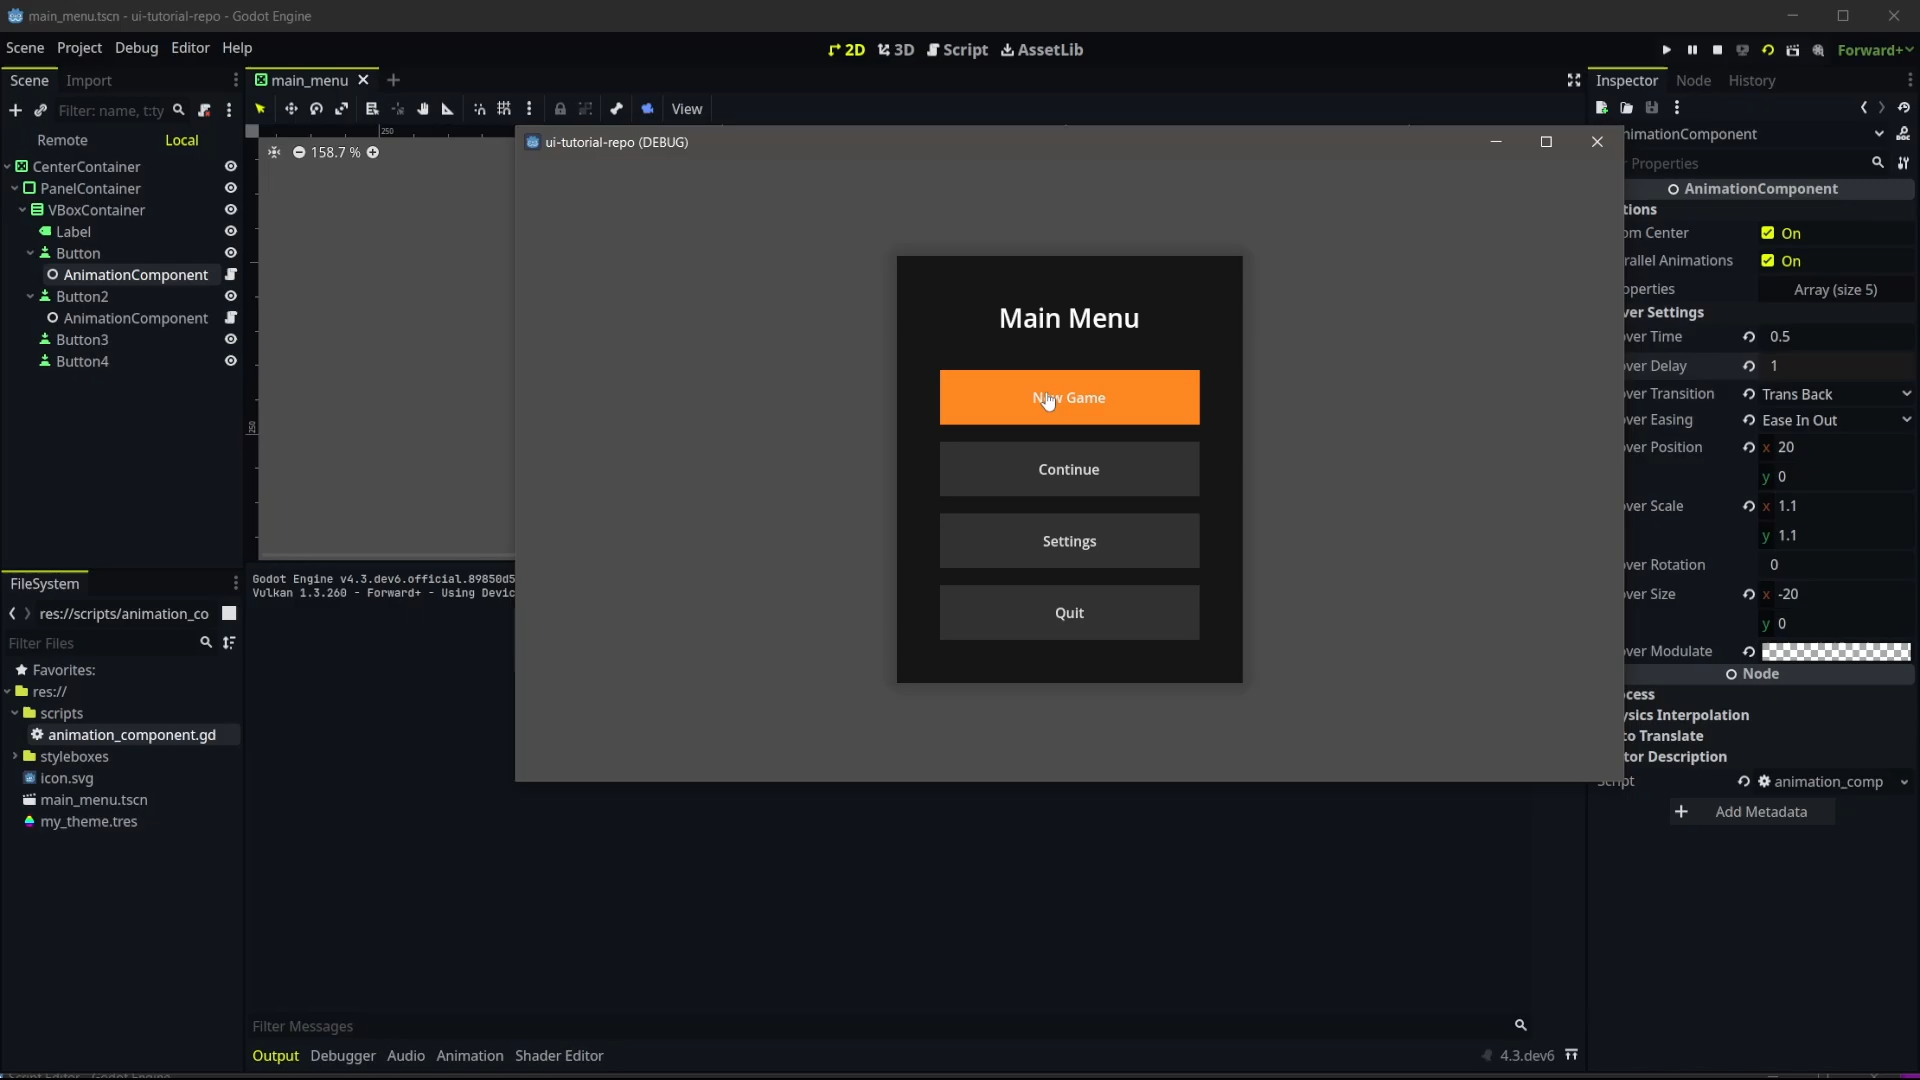 main_menu.tscn - ui-tutorial-repo - Godot Engine
Scene Project Debug Editor Help
2D 3D Script AssetLib
Forward+
Scene Import
main_menu
Inspector Node History
Filter: name, t:ty
View
Remote Local
250
158.7 %
ui-tutorial-repo (DEBUG)
CenterContainer
PanelContainer
VBoxContainer
Label
Button
AnimationComponent
Button2
AnimationComponent
Button3
Button4
250
Main Menu
New Game
Continue
Settings
Quit
nimationComponent
Properties
AnimationComponent
tions
om Center On
rallel Animations On
operties Array (size 5)
ver Settings
ver Time 0.5
ver Delay 1
ver Transition Trans Back
ver Easing Ease In Out
ver Position x 20
y 0
ver Scale x 1.1
y 1.1
ver Rotation 0
ver Size x -20
y 0
ver Modulate
Node
cess
ysics Interpolation
to Translate
tor Description
Script animation_comp
Add Metadata
FileSystem
res://scripts/animation_co
Filter Files
Favorites:
res://
scripts
animation_component.gd
styleboxes
icon.svg
main_menu.tscn
my_theme.tres
Godot Engine v4.3.dev6.official.89850d5
Vulkan 1.3.260 - Forward+ - Using Devic
Filter Messages
Output Debugger Audio Animation Shader Editor
4.3.dev6